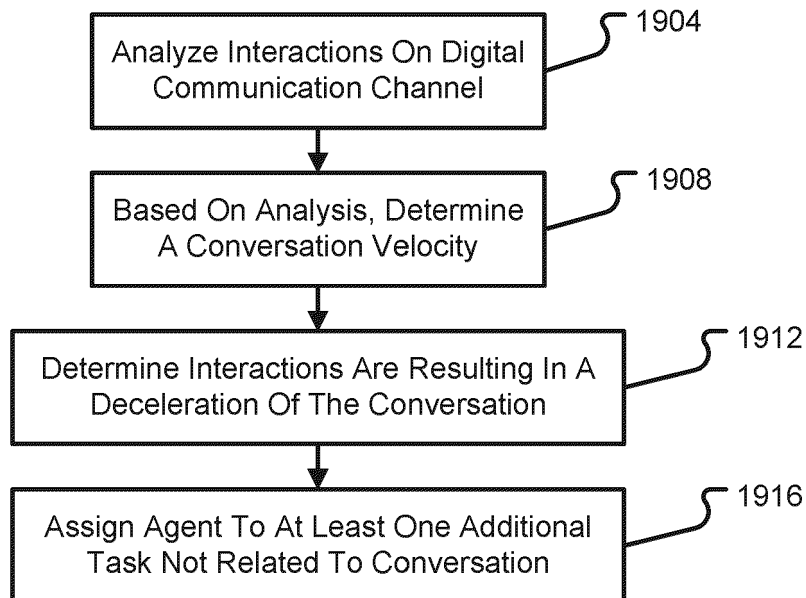 Analyze Interactions On Digital
Communication Channel
1904
Based On Analysis, Determine
A Conversation Velocity
1908
Determine Interactions Are Resulting In A
Deceleration Of The Conversation
1912
Assign Agent To At Least One Additional
Task Not Related To Conversation
1916